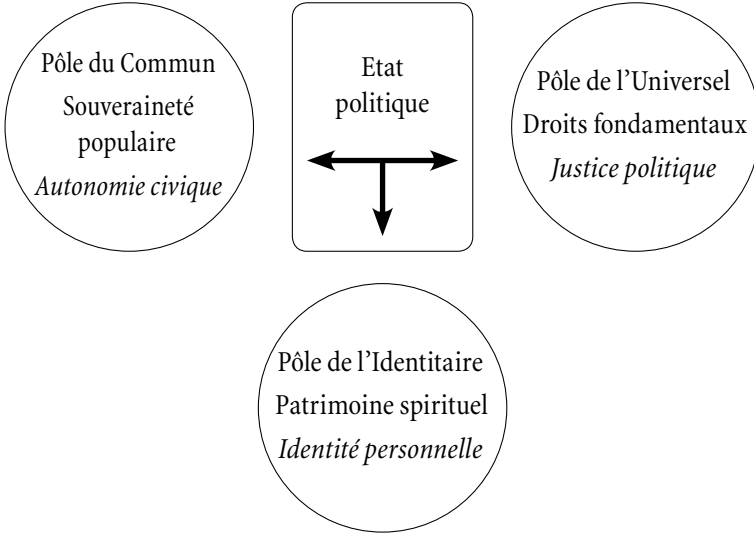 Pôle du Commun
Souveraineté
populaire
Autonomie civique
Etat
politique
Pôle de l’Universel
Droits fondamentaux
Justice politique
Pôle de l’Identitaire
Patrimoine spirituel
Identité personnelle